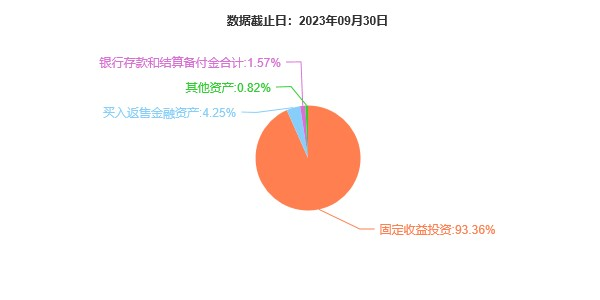 数据截止日：2023年09月30日
银行存款和结算备付金合计:1.57%
其他资产:0.82%
买入返售金融资产:4.25%
固定收益投资:93.36%